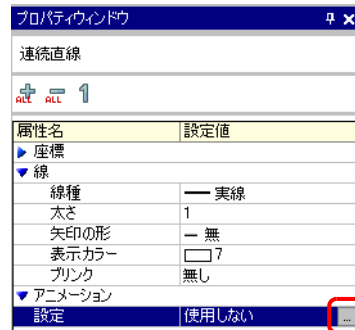 プロパティウィンドウ
連続直線
ALL ALL 1
属性名 設定値
座標
線
線種 実線
太さ 1
矢印の形 無
表示カラー 7
ブリンク 無し
アニメーション
設定 使用しない ...